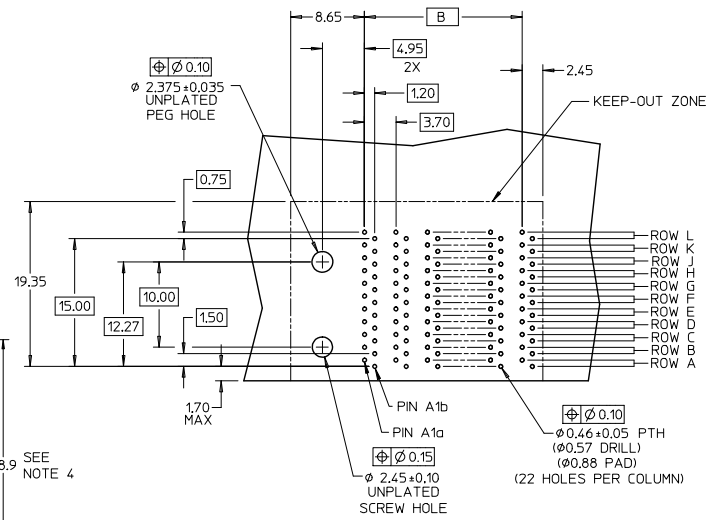 8.65
B
4.95
2X
2.45
⌖ Ø 0.10
Ø 2.375±0.035
UNPLATED
PEG HOLE
1.20
KEEP-OUT ZONE
3.70
0.75
ROW L
ROW K
ROW J
ROW H
ROW G
ROW F
ROW E
ROW D
ROW C
ROW B
ROW A
19.35
15.00
10.00
12.27
1.50
1.70
MAX
PIN A1b
PIN A1a
⌖ Ø 0.10
Ø 0.46±0.05 PTH
(Ø0.57 DRILL)
(Ø0.88 PAD)
(22 HOLES PER COLUMN)
8.9 SEE
NOTE 4
⌖ Ø 0.15
Ø 2.45±0.10
UNPLATED
SCREW HOLE